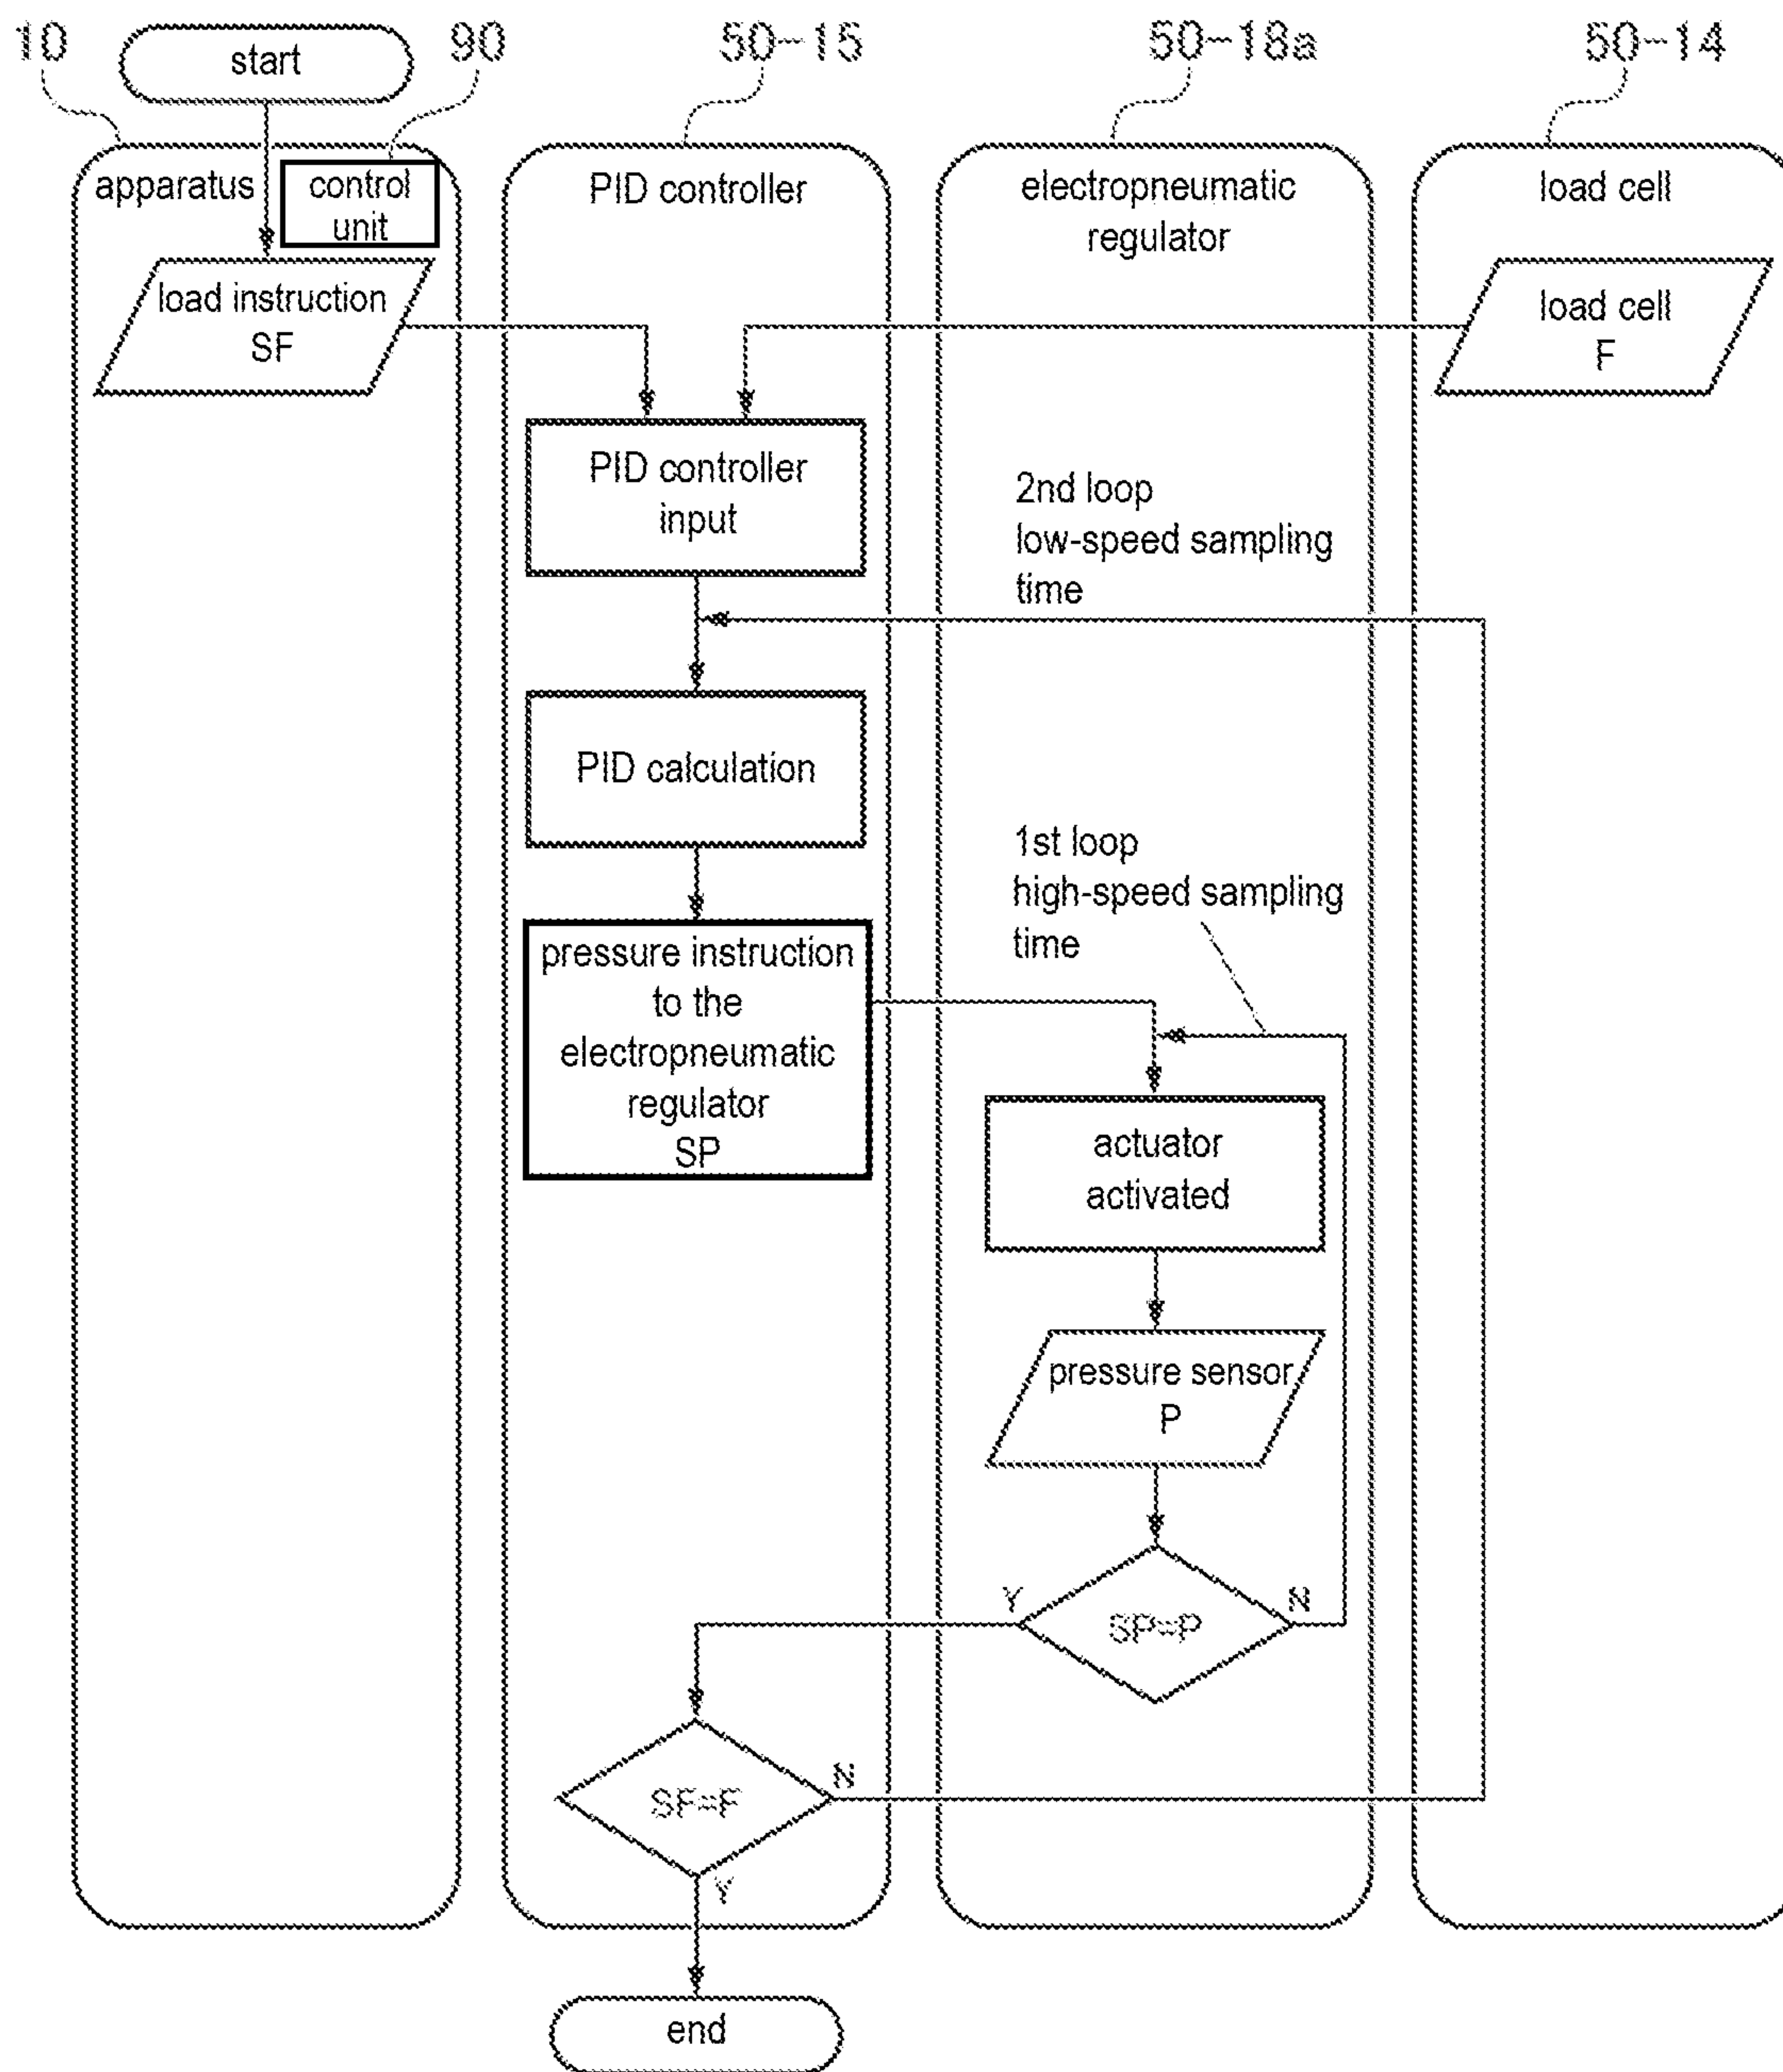 10
start
90
50-15
50-18a
50-14
apparatus
control
unit
PID controller
electropneumatic
regulator
load cell
load instruction
SF
load cell
F
PID controller
input
2nd loop
low-speed sampling
time
PID calculation
1st loop
high-speed sampling
time
pressure instruction
to the
electropneumatic
regulator
SP
actuator
activated
pressure sensor
P
Y
SP=P
N
SF=F
N
Y
end